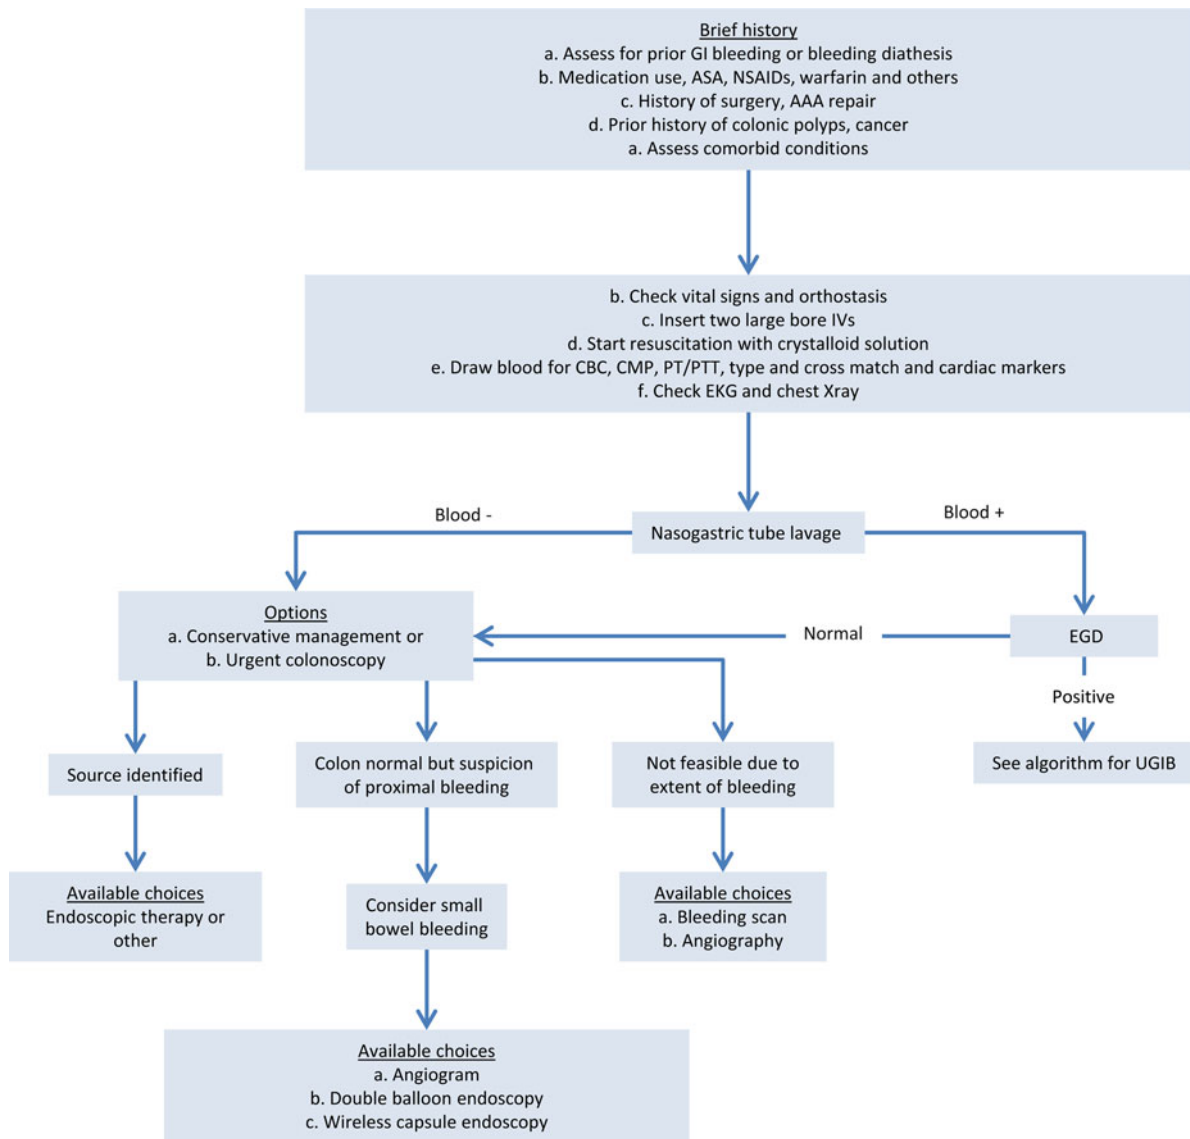 Brief history
a. Assess for prior GI bleeding or bleeding diathesis
b. Medication use, ASA, NSAIDs, warfarin and others
c. History of surgery, AAA repair
d. Prior history of colonic polyps, cancer
a. Assess comorbid conditions
b. Check vital signs and orthostasis
c. Insert two large bore IVs
d. Start resuscitation with crystalloid solution
e. Draw blood for CBC, CMP, PT/PTT, type and cross match and cardiac markers
f. Check EKG and chest Xray
Blood -
Nasogastric tube lavage
Blood +
Options
a. Conservative management or
b. Urgent colonoscopy
Normal
EGD
Positive
Source identified
Colon normal but suspicion
of proximal bleeding
Not feasible due to
extent of bleeding
See algorithm for UGIB
Available choices
Endoscopic therapy or
other
Consider small
bowel bleeding
Available choices
a. Bleeding scan
b. Angiography
Available choices
a. Angiogram
b. Double balloon endoscopy
c. Wireless capsule endoscopy